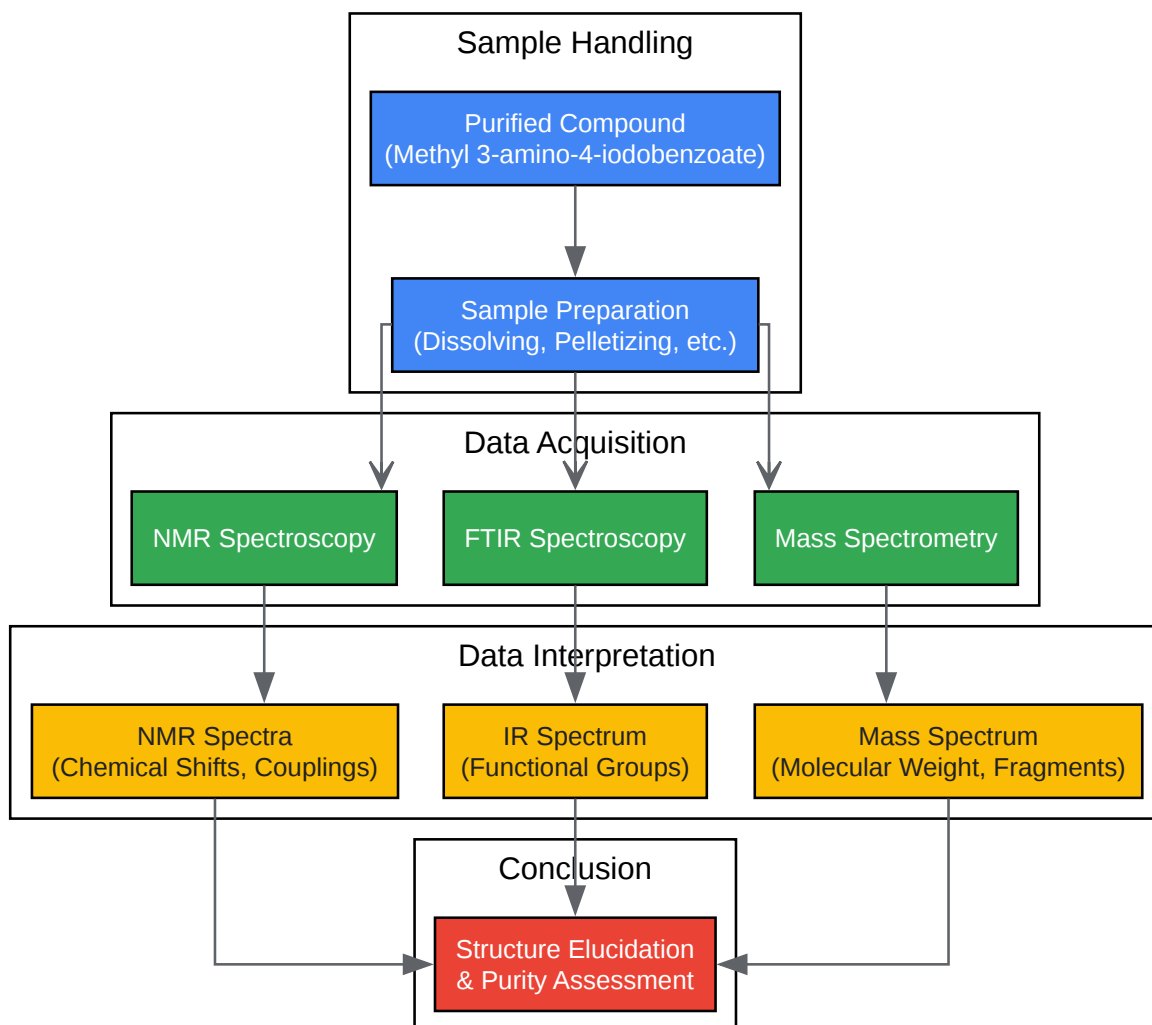 Sample Handling
Purified Compound
(Methyl 3-amino-4-iodobenzoate)
Sample Preparation
(Dissolving, Pelletizing, etc.)
Data Acquisition
NMR Spectroscopy
FTIR Spectroscopy
Mass Spectrometry
Data Interpretation
NMR Spectra
(Chemical Shifts, Couplings)
IR Spectrum
(Functional Groups)
Mass Spectrum
(Molecular Weight, Fragments)
Conclusion
Structure Elucidation
& Purity Assessment